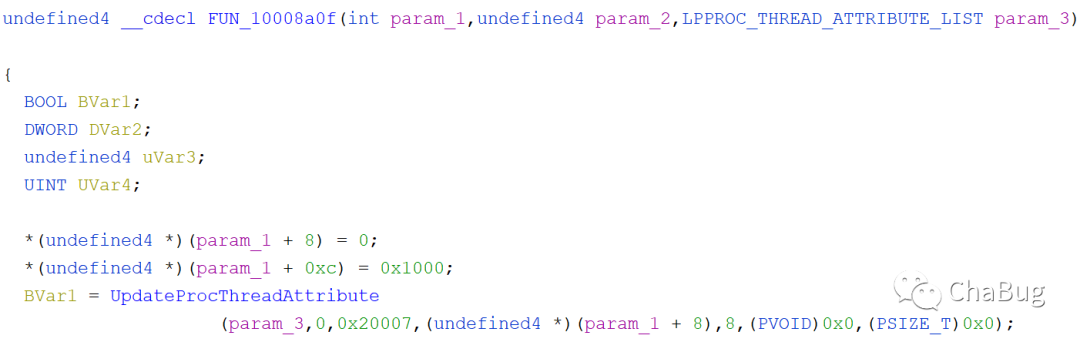 undefined4 __cdecl FUN_10008a0f(int param_1,undefined4 param_2,LPPROC_THREAD_ATTRIBUTE_LIST param_3)
{
BOOL BVar1;
DWORD DVar2;
undefined4 uVar3;
UINT UVar4;
*(undefined4 *)(param_1 + 8) = 0;
*(undefined4 *)(param_1 + 0xc) = 0x1000;
BVar1 = UpdateProcThreadAttribute
(param_3,0,0x20007,(undefined4 *)(param_1 + 8),8,(PVOID)0x0,(PSIZE_T)0x0);
ChaBug